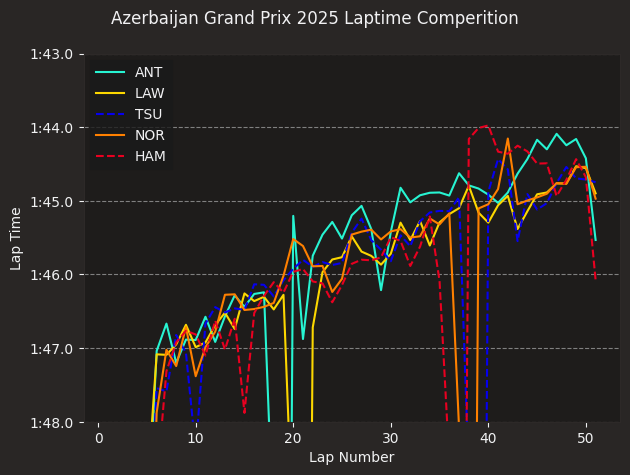 Azerbaijan Grand Prix 2025 Laptime Comperition
1:43.0
ANT
LAW
TSU
NOR
HAM
1:44.0
1:45.0
1:46.0
1:47.0
1:48.0
Lap Time
0 10 20 30 40 50
Lap Number